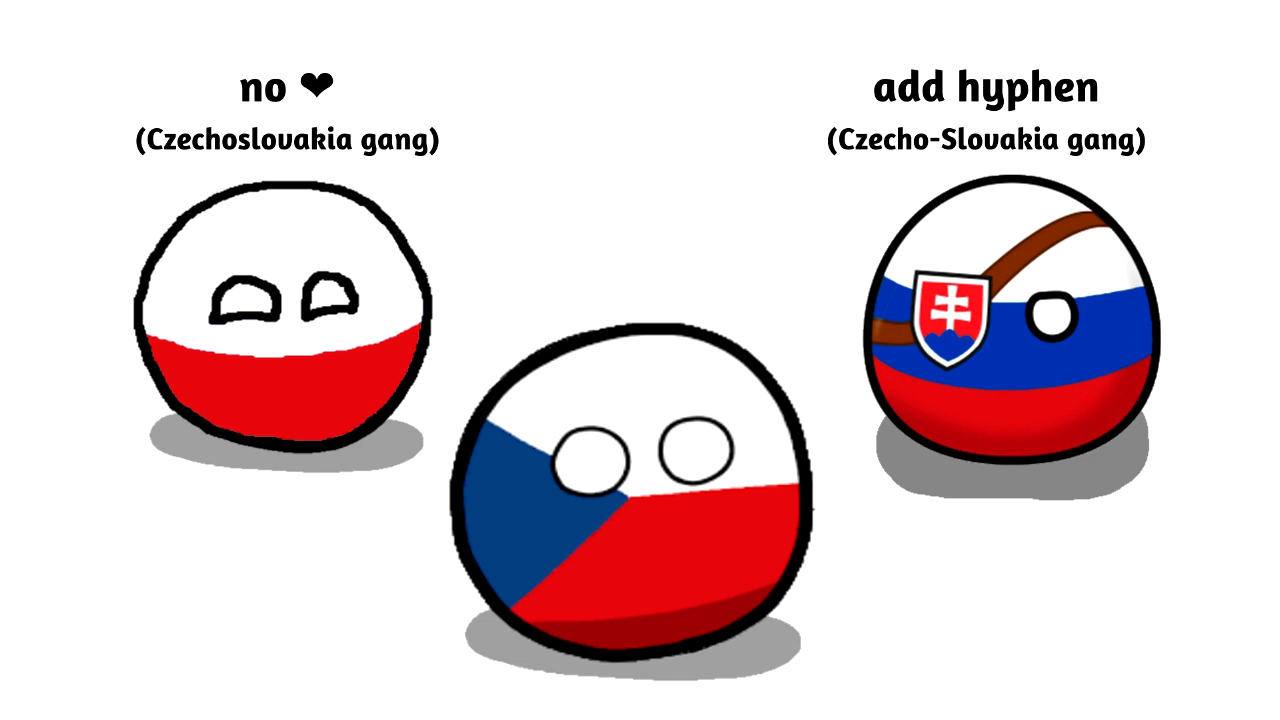 no ❤
(Czechoslovakia gang)
add hyphen
(Czecho-Slovakia gang)